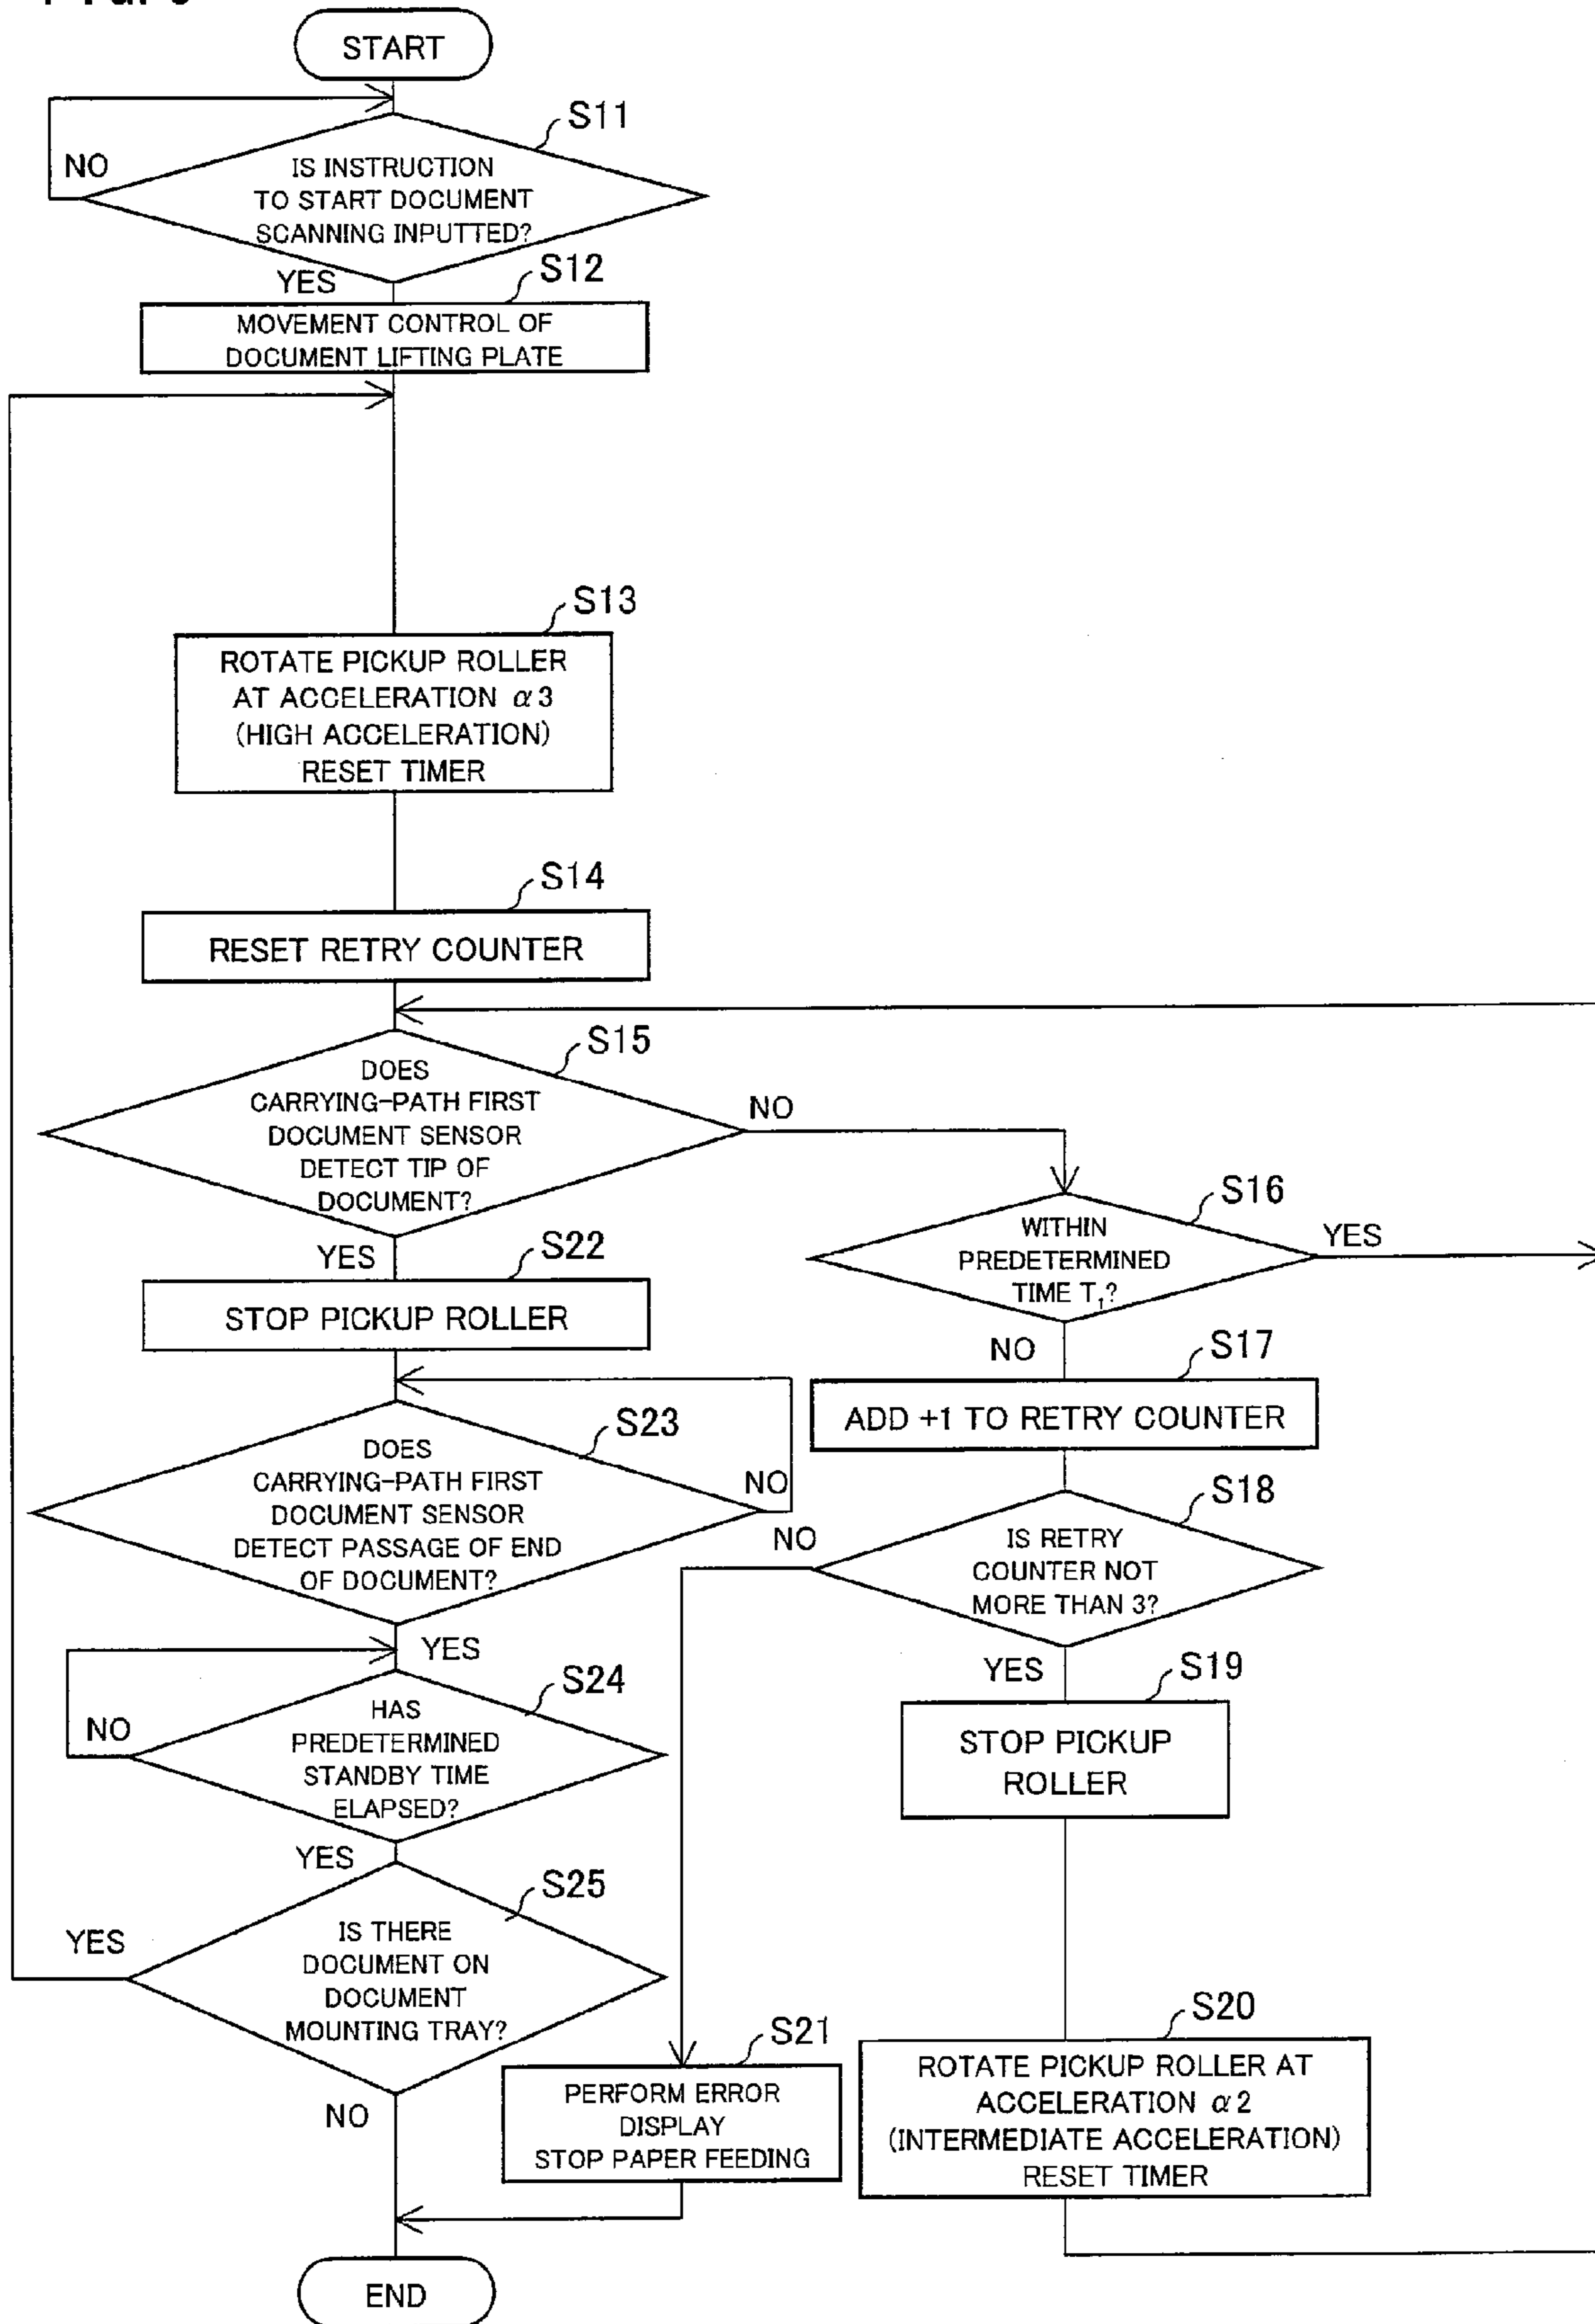 START
S11
NO
IS INSTRUCTION
TO START DOCUMENT
SCANNING INPUTTED?
YES
S12
MOVEMENT CONTROL OF
DOCUMENT LIFTING PLATE
S13
ROTATE PICKUP ROLLER
AT ACCELERATION α3
(HIGH ACCELERATION)
RESET TIMER
S14
RESET RETRY COUNTER
S15
DOES
CARRYING-PATH FIRST
DOCUMENT SENSOR
DETECT TIP OF
DOCUMENT?
NO
YES
S16
WITHIN
PREDETERMINED
TIME T1?
YES
NO
S22
STOP PICKUP ROLLER
S17
ADD +1 TO RETRY COUNTER
S23
DOES
CARRYING-PATH FIRST
DOCUMENT SENSOR
DETECT PASSAGE OF END
OF DOCUMENT?
NO
YES
S18
IS RETRY
COUNTER NOT
MORE THAN 3?
NO
YES
S24
HAS
PREDETERMINED
STANDBY TIME
ELAPSED?
NO
YES
S19
STOP PICKUP
ROLLER
S25
IS THERE
DOCUMENT ON
DOCUMENT
MOUNTING TRAY?
YES
NO
S21
PERFORM ERROR
DISPLAY
STOP PAPER FEEDING
S20
ROTATE PICKUP ROLLER AT
ACCELERATION α2
(INTERMEDIATE ACCELERATION)
RESET TIMER
END